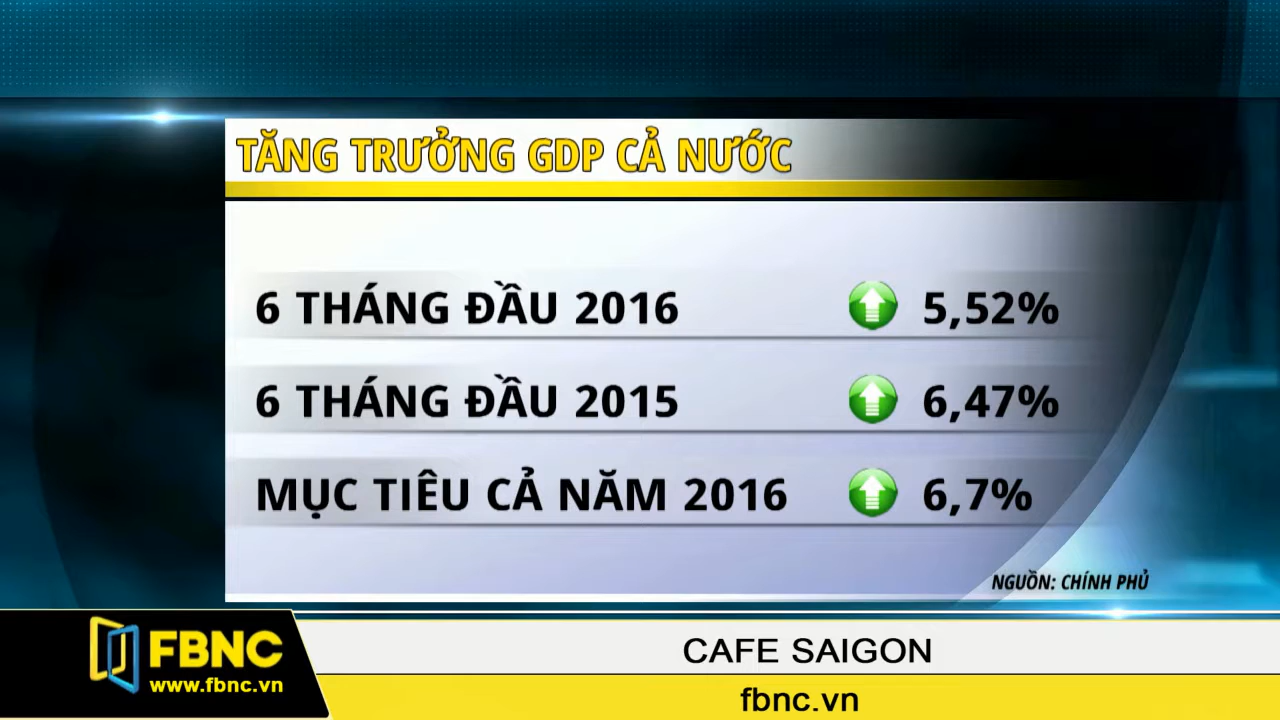 TĂNG TRƯỞNG GDP CẢ NƯỚC
6 THÁNG ĐẦU 2016 5,52%
6 THÁNG ĐẦU 2015 6,47%
MỤC TIÊU CẢ NĂM 2016 6,7%
NGUỒN: CHÍNH PHỦ
FBNC
www.fbnc.vn
CAFE SAIGON
fbnc.vn